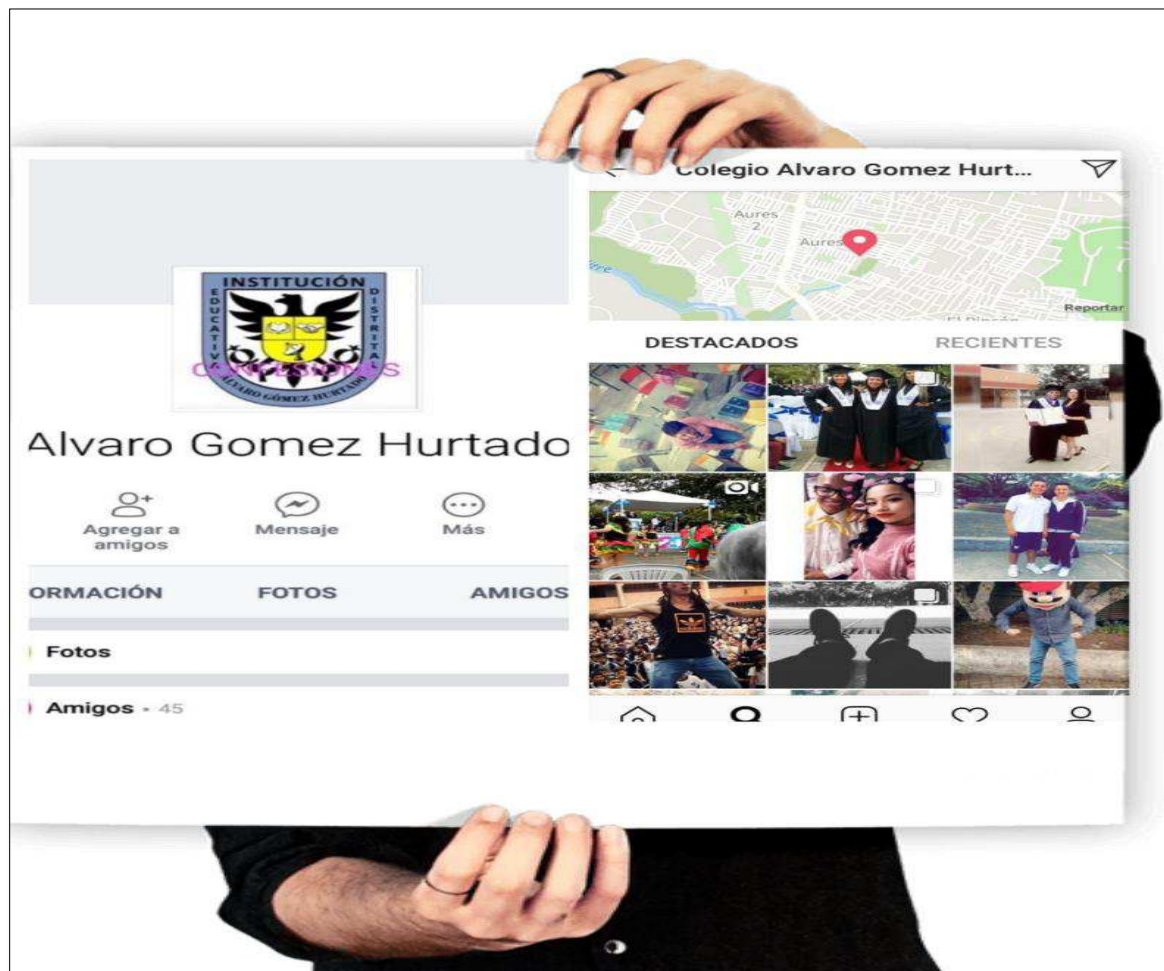 INSTITUCIÓN
EDUCATIVA
DISTRITAL
CONFESIONES
ALVARO GÓMEZ HURTADO
Alvaro Gomez Hurtado
Agregar a
amigos
Mensaje
Más
ORMACIÓN
FOTOS
AMIGOS
Fotos
Amigos • 45
Colegio Alvaro Gomez Hurt...
Aures
2
Aures
Reportar
DESTACADOS
RECIENTES